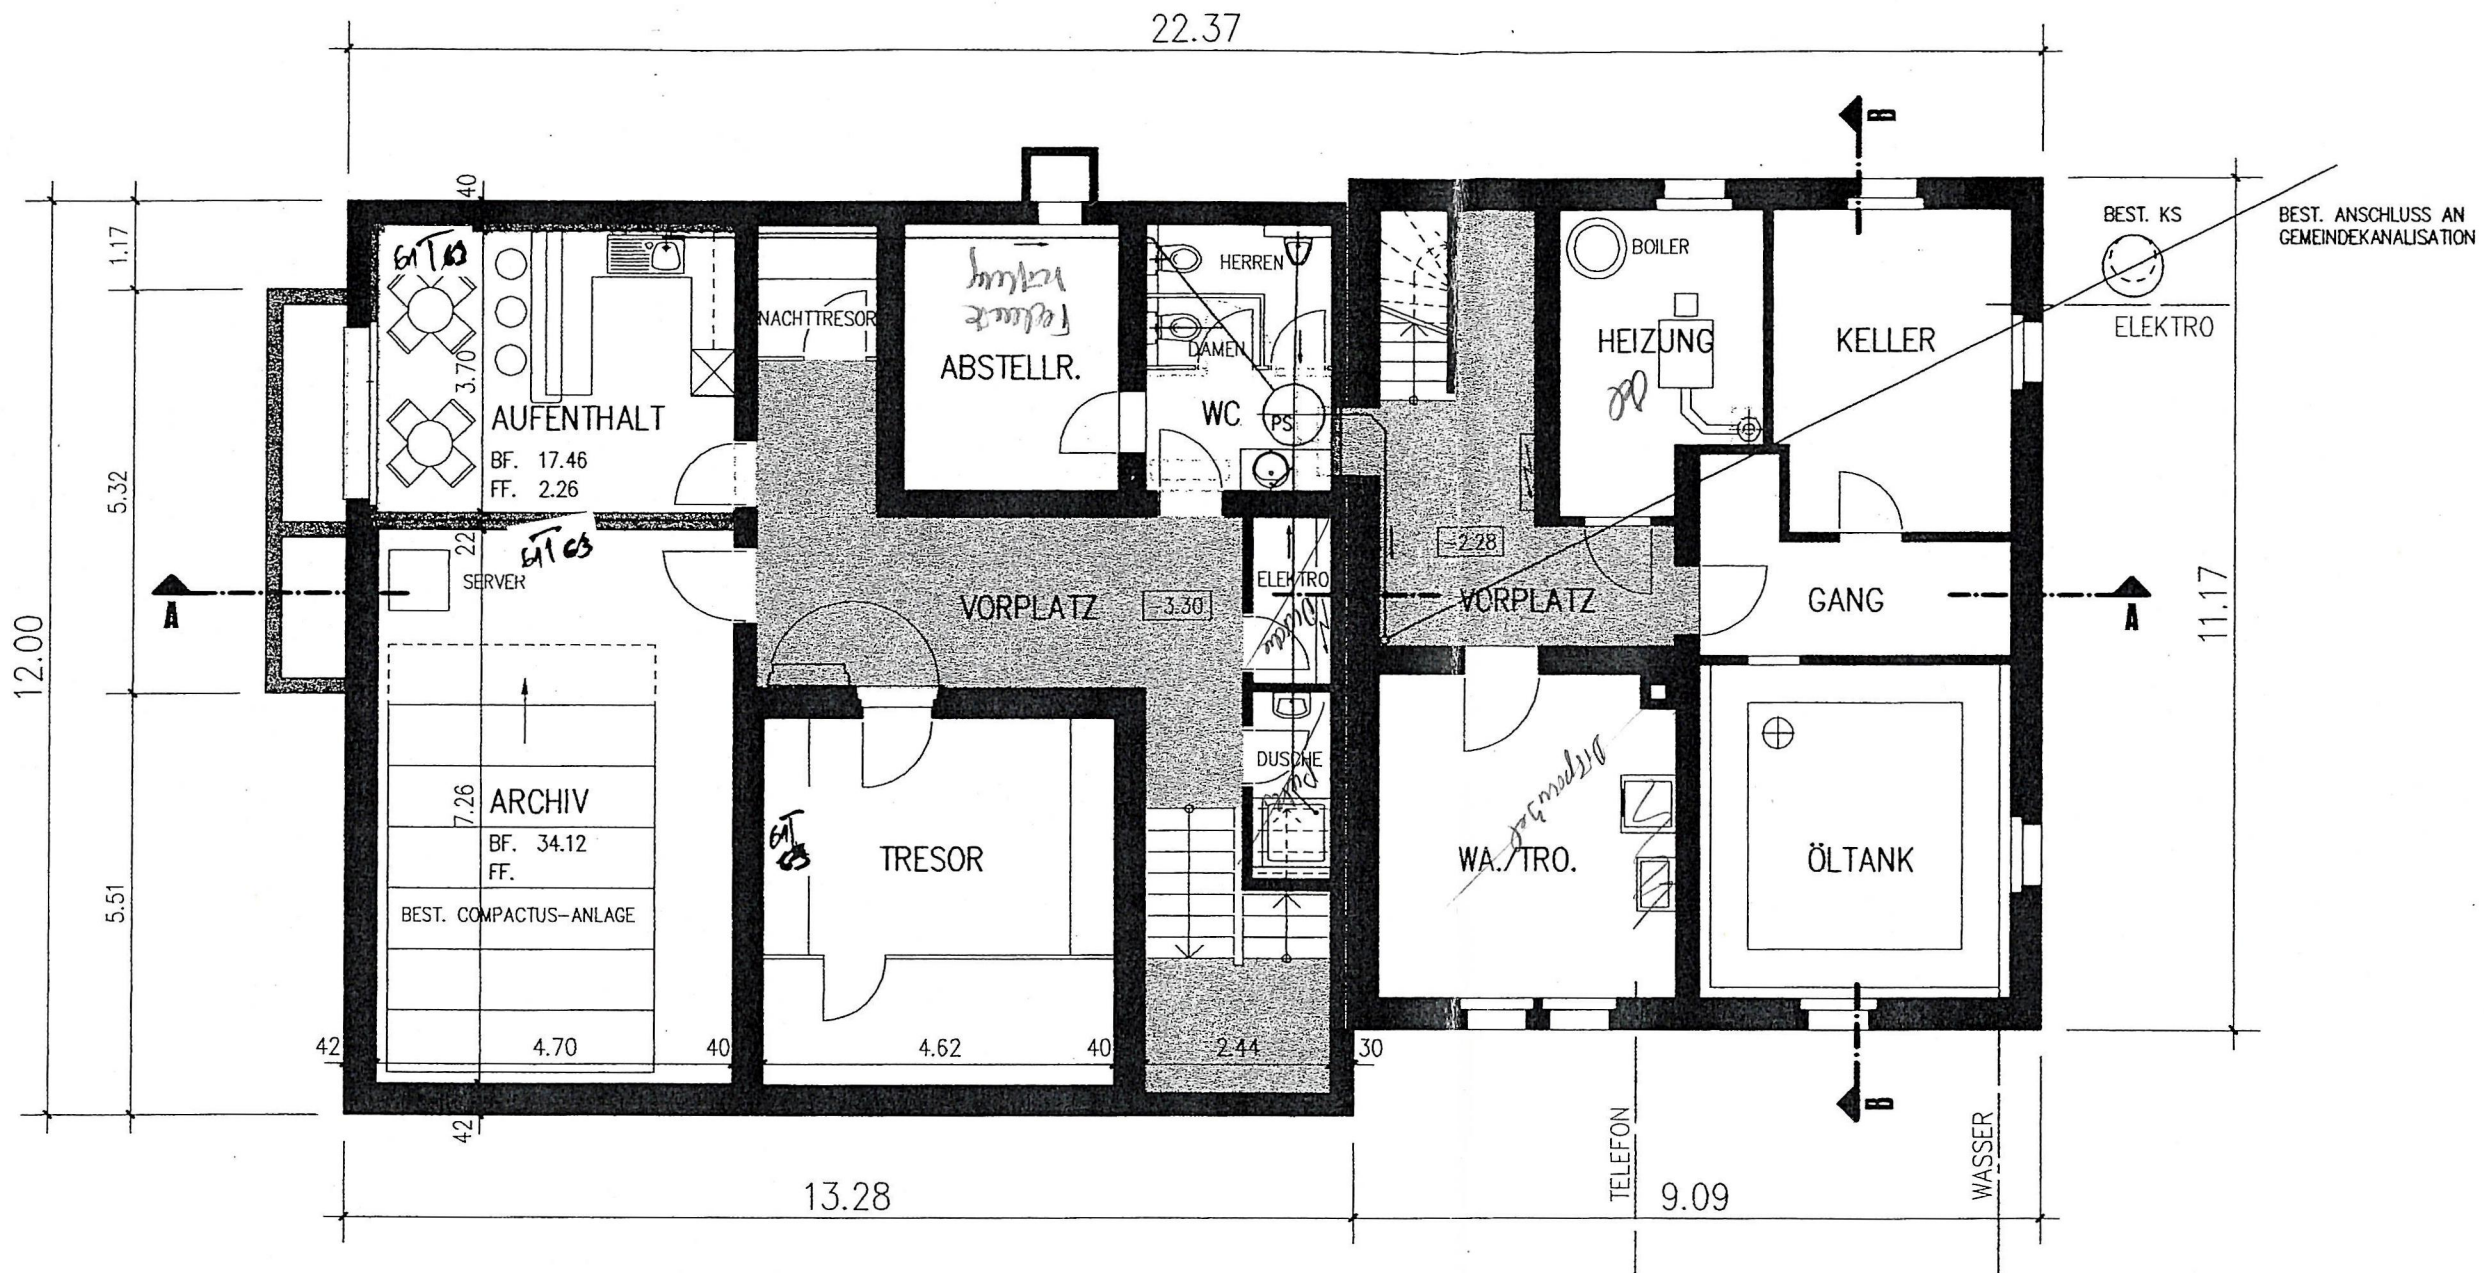 22.37
40
1.17
5.32
5.51
12.00
61T63
3.70
AUFENTHALT
BF. 17.46
FF. 2.26
NACHTTRESOR
ABSTELLR.
HERREN
DAMEN
WC
PS
BOILER
HEIZUNG
KELLER
B
BEST. KS
BEST. ANSCHLUSS AN
GEMEINDEKANALISATION
ELEKTRO
22
61T63
SERVER
A
VORPLATZ
-3.30
ELEKTRO
-2.28
VORPLATZ
GANG
A
11.17
7.26
ARCHIV
BF. 34.12
FF.
BEST. COMPACTUS-ANLAGE
61T
63
TRESOR
DUSCHE
WA./TRO.
ÖLTANK
42
4.70
40
4.62
40
2.44
30
42
B
TELEFON
WASSER
13.28
9.09